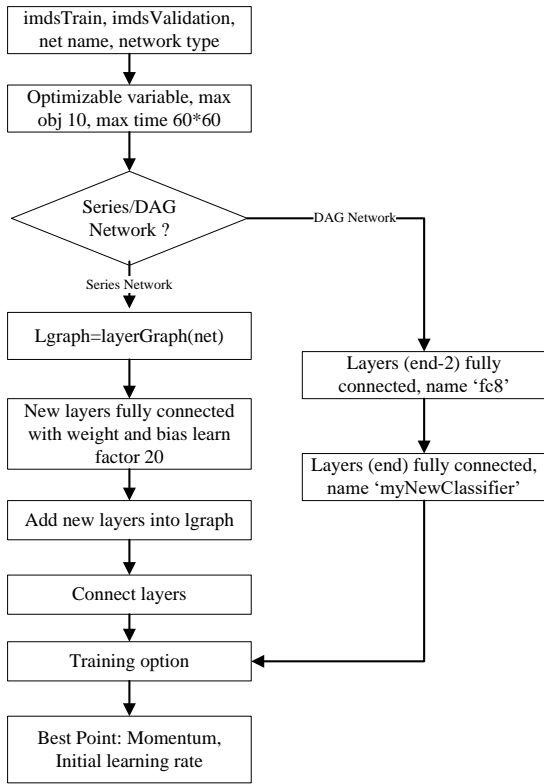 imdsTrain, imdsValidation,
net name, network type
Optimizable variable, max
obj 10, max time 60*60
Series/DAG
Network ?
DAG Network
Series Network
Lgraph=layerGraph(net)
Layers (end-2) fully
connected, name ‘fc8’
New layers fully connected
with weight and bias learn
factor 20
Layers (end) fully connected,
name ‘myNewClassifier’
Add new layers into lgraph
Connect layers
Training option
Best Point: Momentum,
Initial learning rate